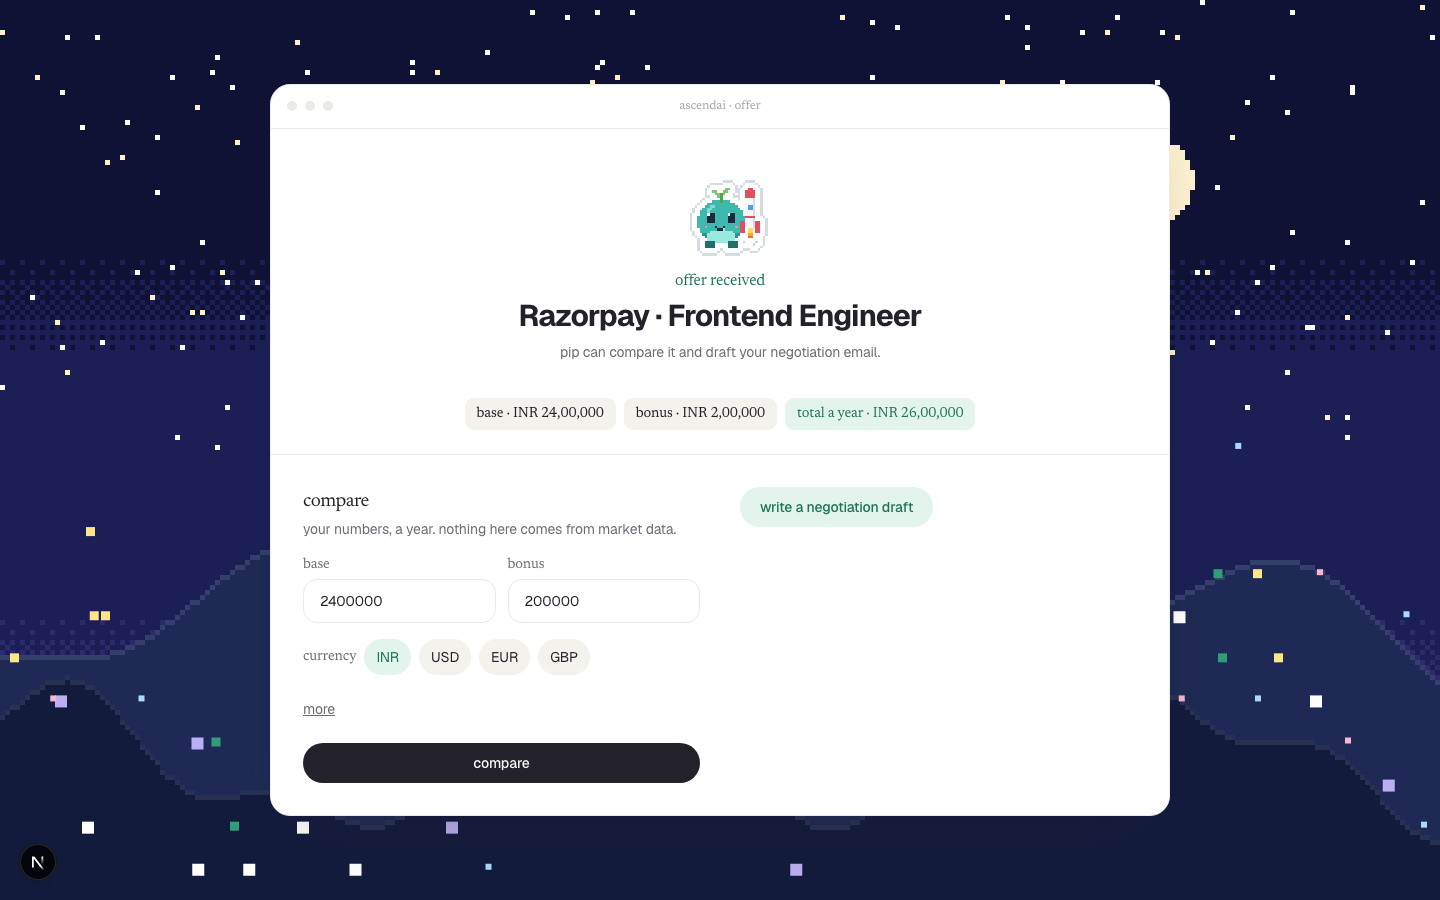 ascendai · offer
offer received
Razorpay · Frontend Engineer
pip can compare it and draft your negotiation email.
base · INR 24,00,000
bonus · INR 2,00,000
total a year · INR 26,00,000
compare
your numbers, a year. nothing here comes from market data.
base
bonus
2400000
200000
currency
INR
USD
EUR
GBP
more
compare
write a negotiation draft
N